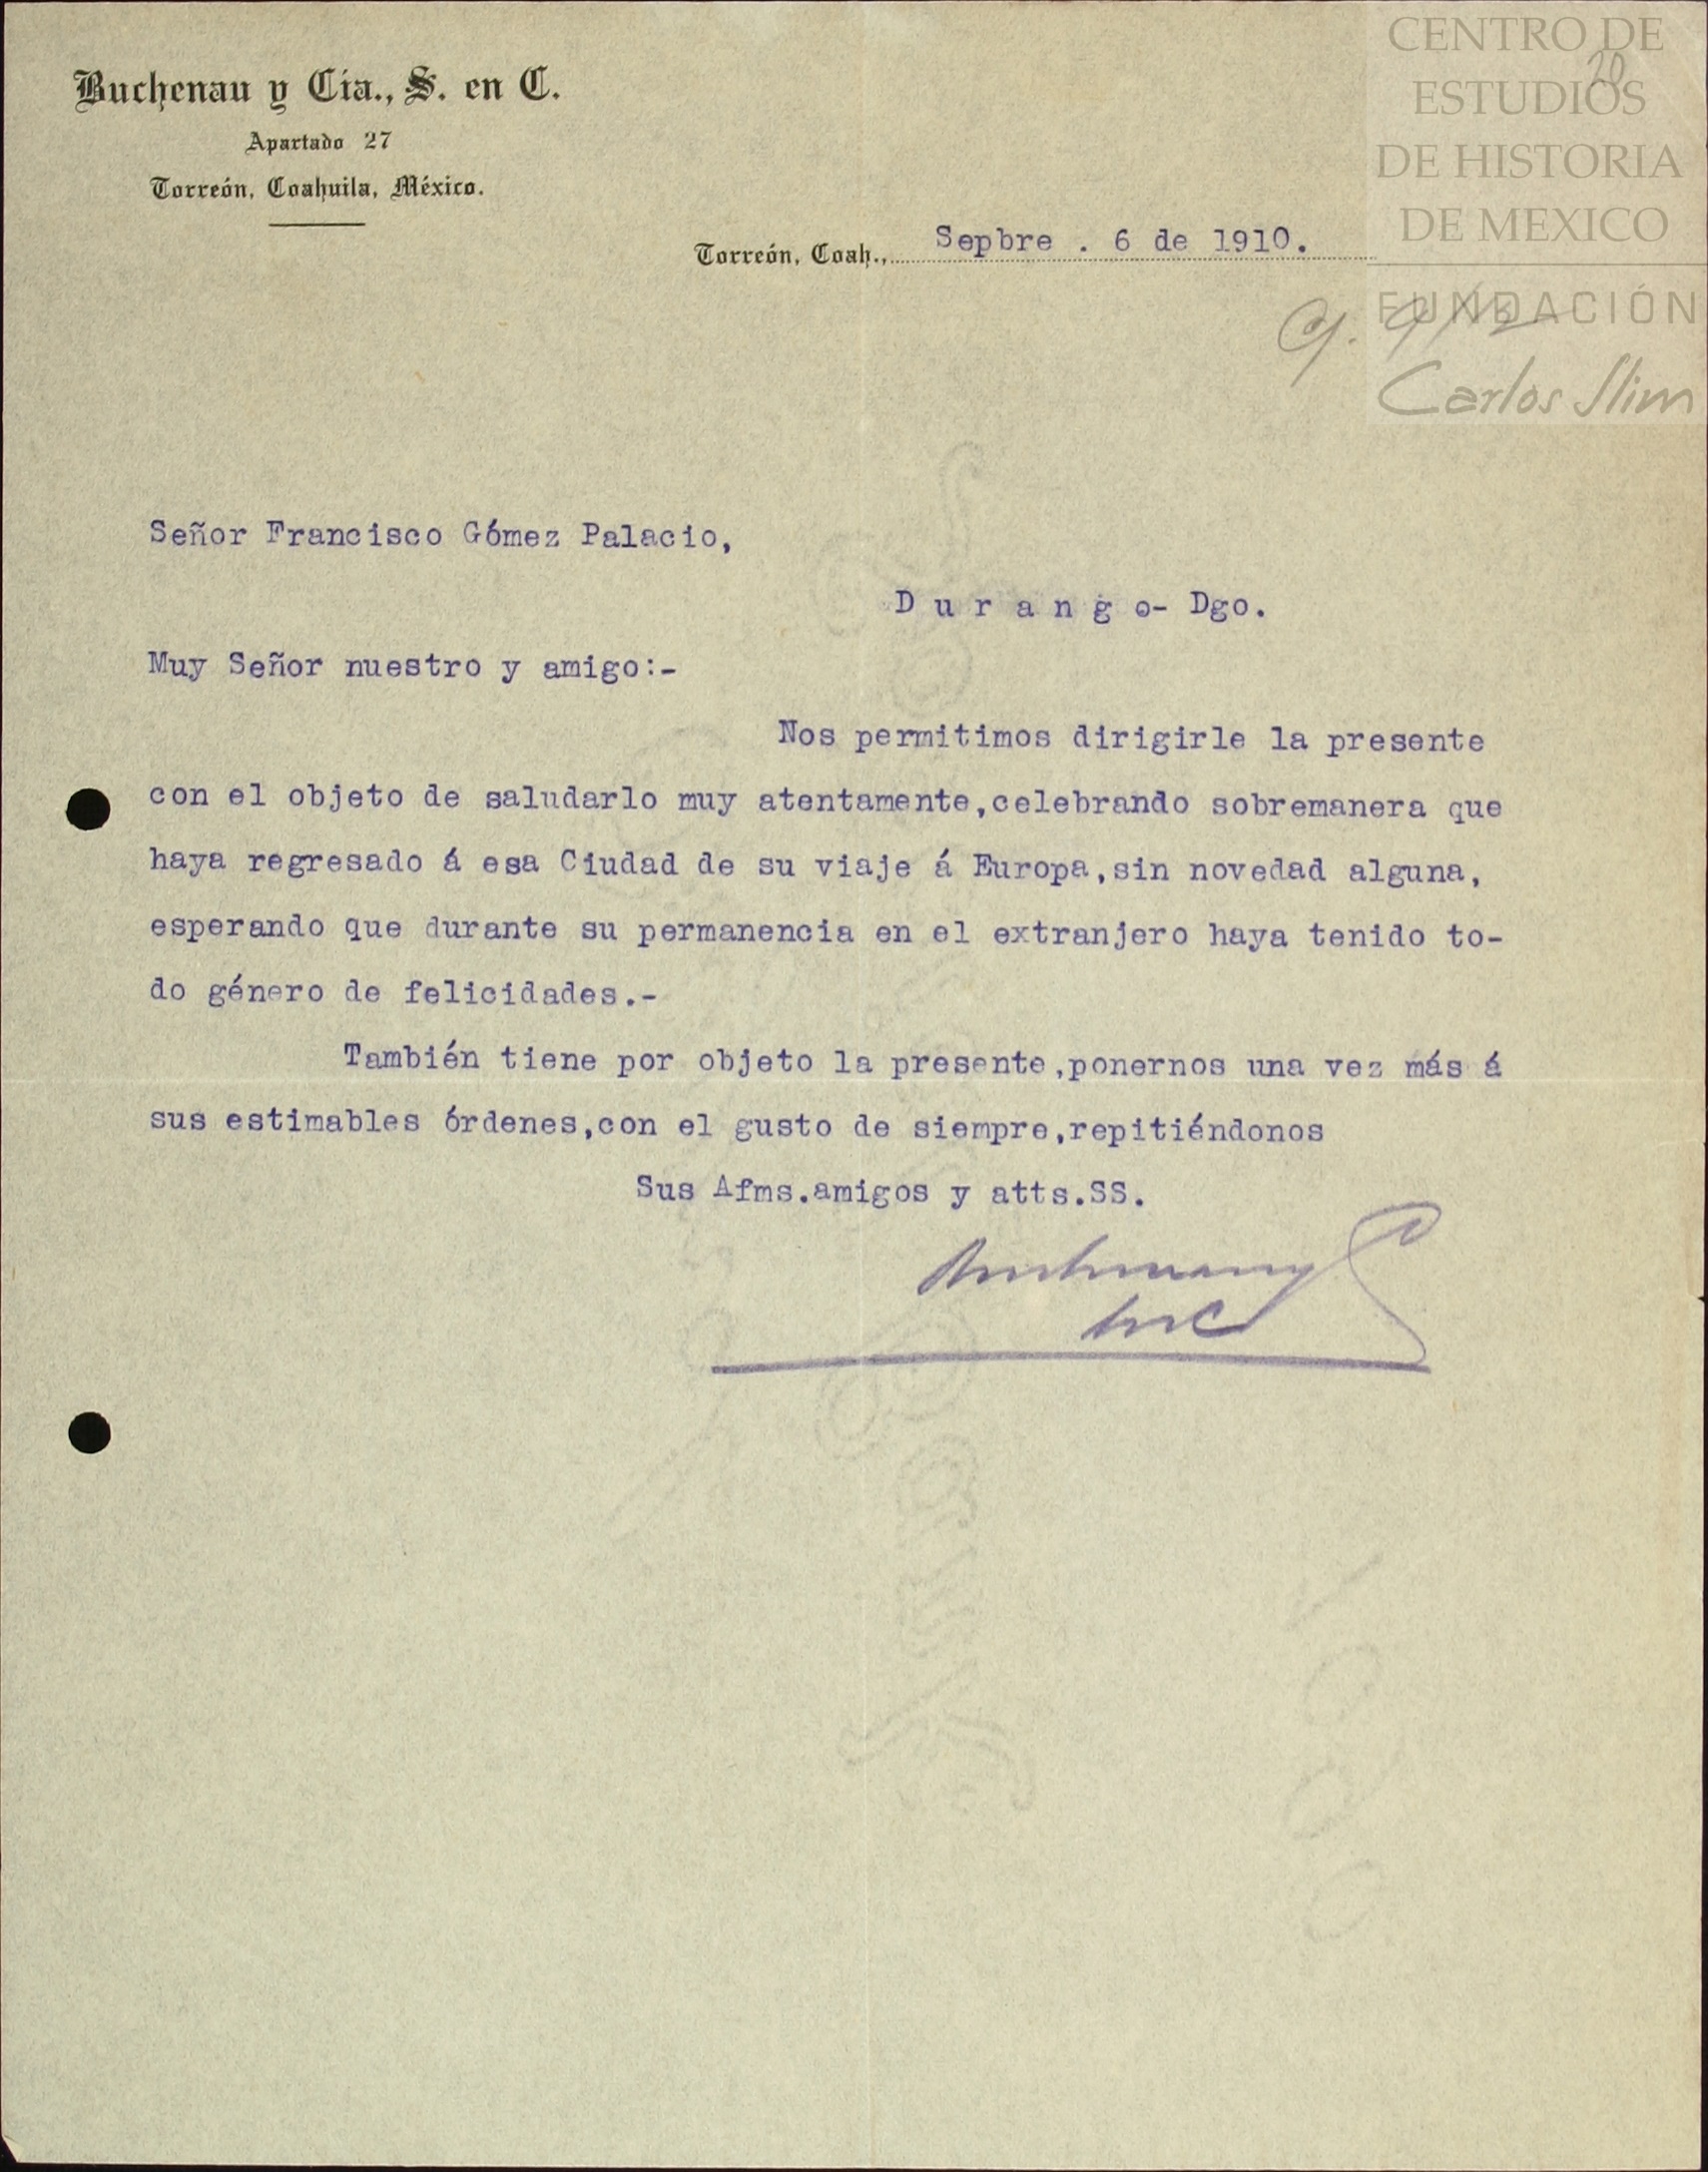 Buchenau y Cía., S. en C.
Apartado 27
Torreón, Coahuila, México.
CENTRO DE
ESTUDIOS
DE HISTORIA
DE MEXICO
FUNDACIÓN
Carlos Slim
20
Torreón, Coah., Sepbre . 6 de 1910.
Señor Francisco Gómez Palacio,
D u r a n g o- Dgo.
Muy Señor nuestro y amigo:-
Nos permitimos dirigirle la presente
con el objeto de saludarlo muy atentamente,celebrando sobremanera que
haya regresado á esa Ciudad de su viaje á Europa,sin novedad alguna,
esperando que durante su permanencia en el extranjero haya tenido to-
do género de felicidades.-
También tiene por objeto la presente,ponernos una vez más á
sus estimables órdenes,con el gusto de siempre,repitiéndonos
Sus Afms.amigos y atts.SS.